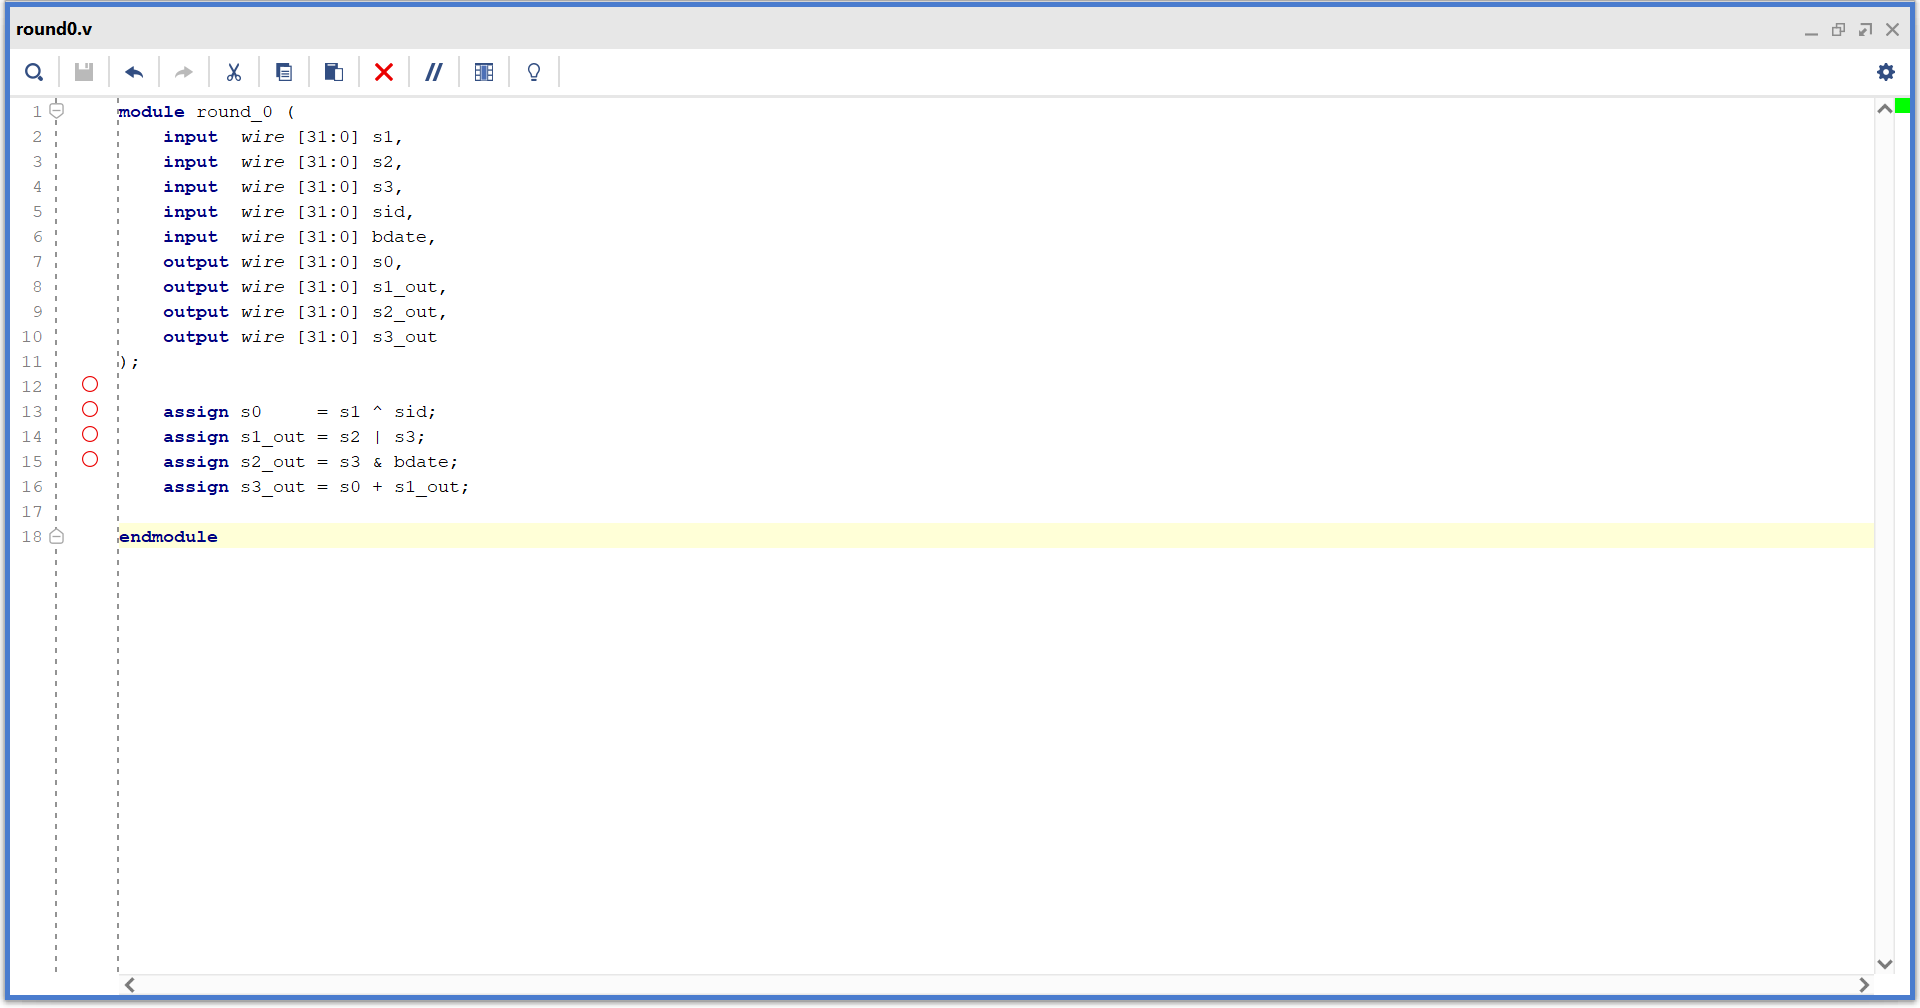 round0.v
1 module round_0 (
2     input  wire [31:0] s1,
3     input  wire [31:0] s2,
4     input  wire [31:0] s3,
5     input  wire [31:0] sid,
6     input  wire [31:0] bdate,
7     output wire [31:0] s0,
8     output wire [31:0] s1_out,
9     output wire [31:0] s2_out,
10     output wire [31:0] s3_out
11 );
12
13     assign s0     = s1 ^ sid;
14     assign s1_out = s2 | s3;
15     assign s2_out = s3 & bdate;
16     assign s3_out = s0 + s1_out;
17
18 endmodule